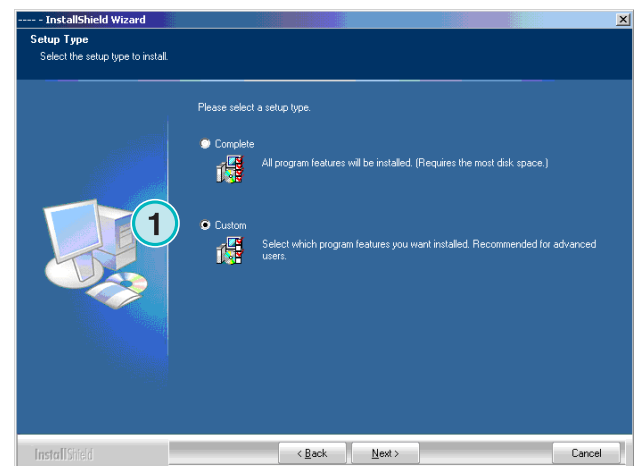 ---- - InstallShield Wizard
Setup Type
Select the setup type to install.
Please select a setup type.
Complete
All program features will be installed. (Requires the most disk space.)
1
Custom
Select which program features you want installed. Recommended for advanced
users.
InstallShield
< Back
Next >
Cancel